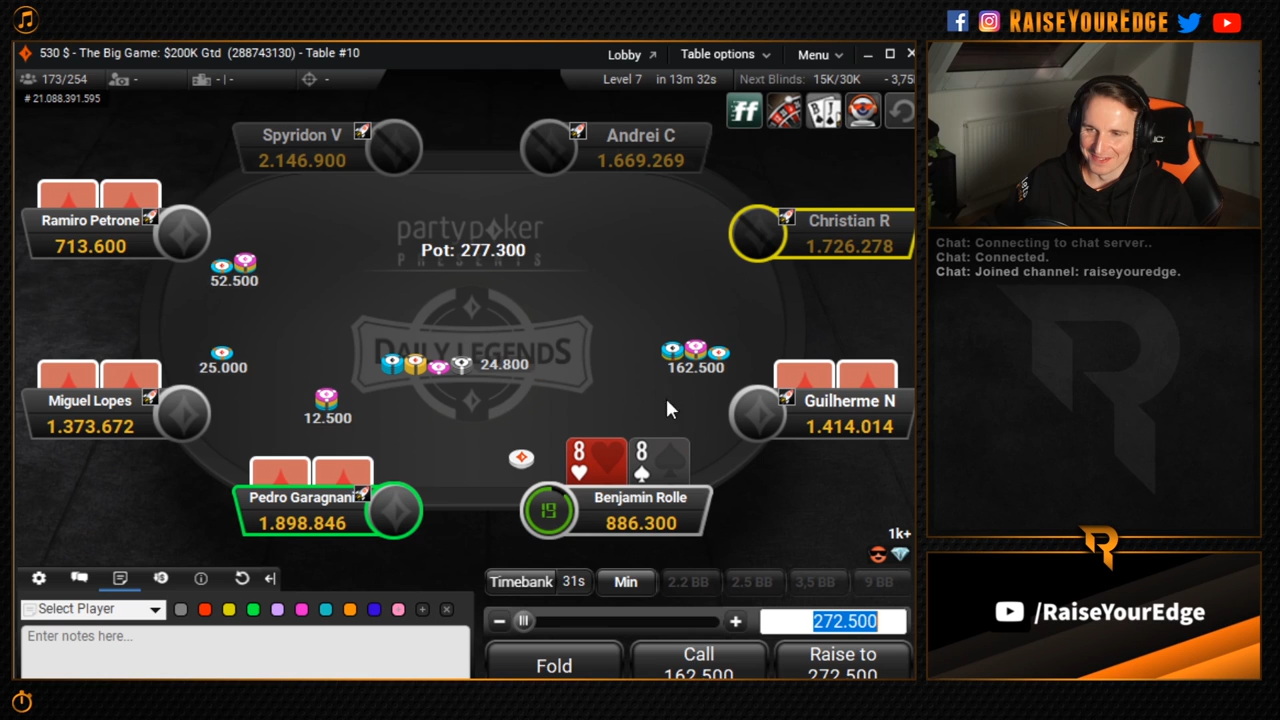 RAISEYOUREDGE
530 $ - The Big Game: $200K Gtd (288743130) - Table #10
Lobby
Table options
Menu
173/254
-
- | -
-
Level 7 in 13m 32s
Next Blinds: 15K/30K
- 3,75
# 21.088.391.595
ff
Spyridon V
2.146.900
Andrei C
1.669.269
Ramiro Petrone
713.600
Christian R
1.726.278
partypoker
PRESENTS
Pot: 277.300
52.500
25.000
DAILY LEGENDS
24.800
162.500
12.500
Miguel Lopes
1.373.672
Guilherme N
1.414.014
8 8
Pedro Garagnani
1.898.846
19
Benjamin Rolle
886.300
1k+
Timebank 31s
Min
2.2 BB
2.5 BB
3,5 BB
9 BB
Select Player
Enter notes here...
272.500
Fold
Call
162.500
Raise to
272.500
Chat: Connecting to chat server..
Chat: Connected.
Chat: Joined channel: raiseyouredge.
/RaiseYourEdge